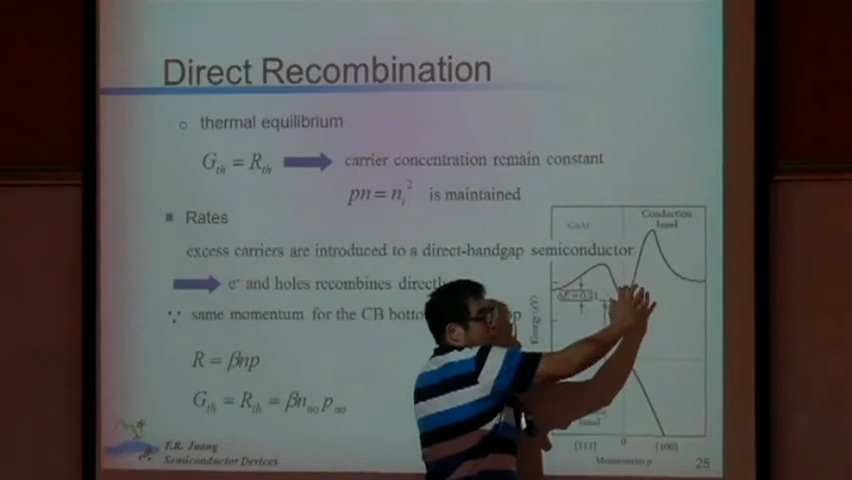 Direct Recombination
thermal equilibrium
G_th = R_th carrier concentration remain constant
pn = n_i^2 is maintained
Rates
excess carriers are introduced to a direct-bandgap semiconductor
e⁻ and holes recombines directly
∵ same momentum for the CB
R = βnp
G_th = R_th = βn_no p_no
GaAs
Conduction
band
Energy (eV)
band
[111] 0 [100]
Momentum p
Semiconductor Devices
25